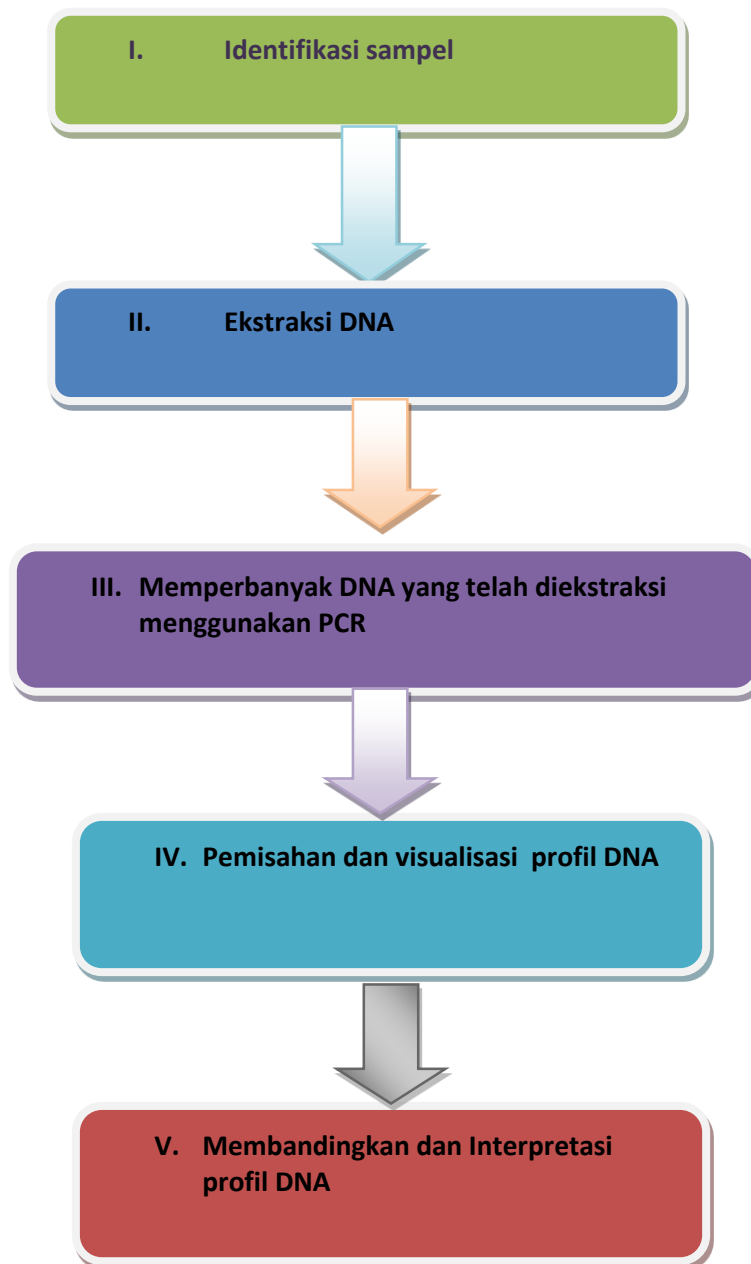 I. Identifikasi sampel
II. Ekstraksi DNA
III. Memperbanyak DNA yang telah diekstraksi
menggunakan PCR
IV. Pemisahan dan visualisasi profil DNA
V. Membandingkan dan Interpretasi
profil DNA